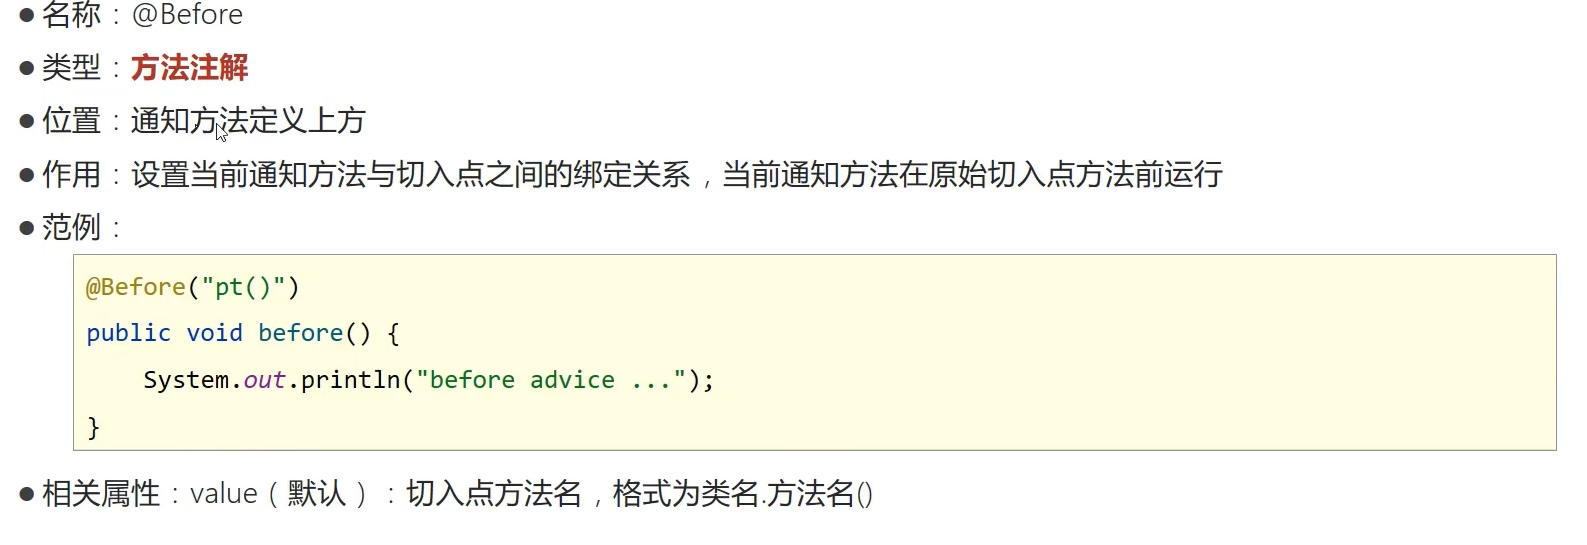 ● 名称：@Before
● 类型：方法注解
● 位置：通知方法定义上方
● 作用：设置当前通知方法与切入点之间的绑定关系，当前通知方法在原始切入点方法前运行
● 范例：
@Before("pt()")
public void before() {
    System.out.println("before advice ...");
}
● 相关属性：value（默认）：切入点方法名，格式为类名.方法名()